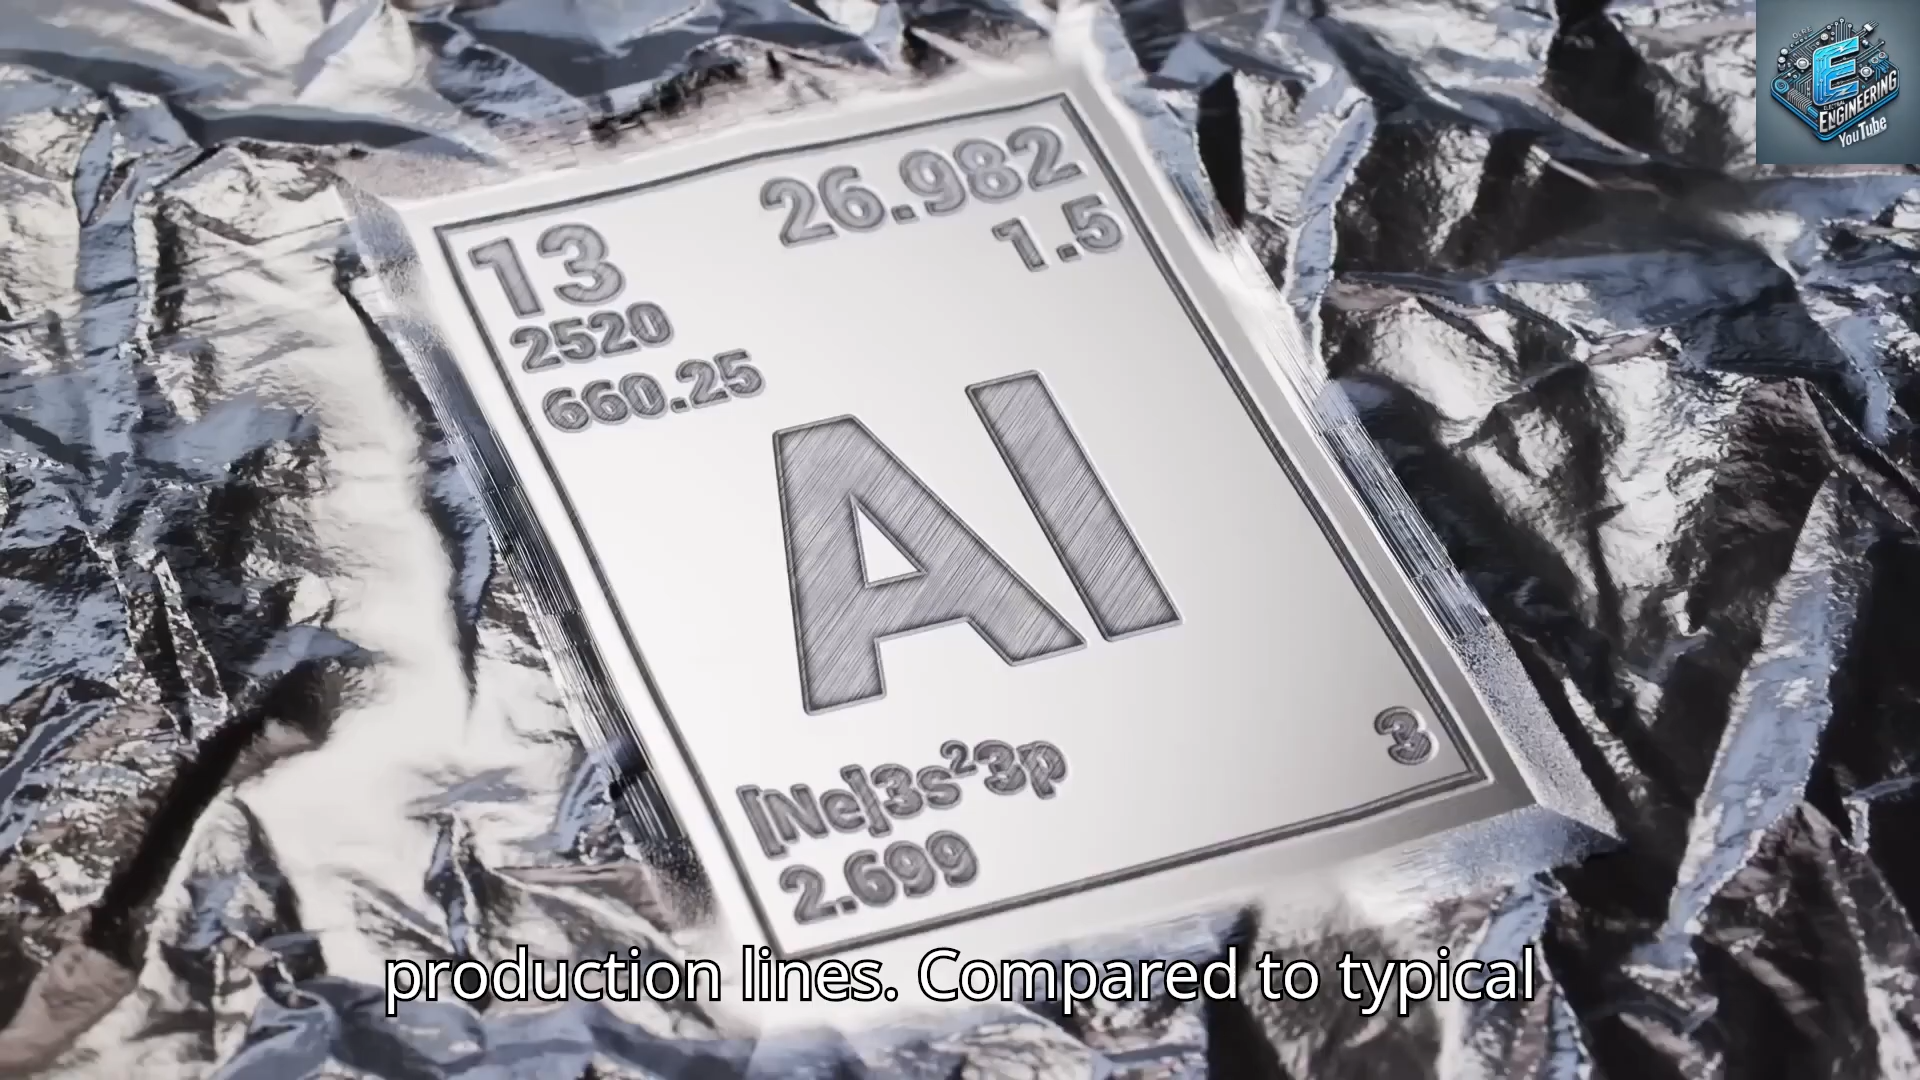 26.982
13
1.5
2520
660.25
Al
3
[Ne]3s²3p
2.699
production lines. Compared to typical
E
ENGINEERING
YouTube